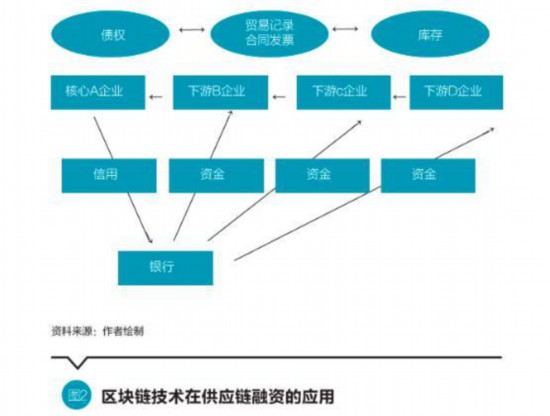 债权
贸易记录
合同发票
库存
核心A企业
下游B企业
下游c企业
下游D企业
信用
资金
资金
资金
银行
资料来源：作者绘制
图2 区块链技术在供应链融资的应用